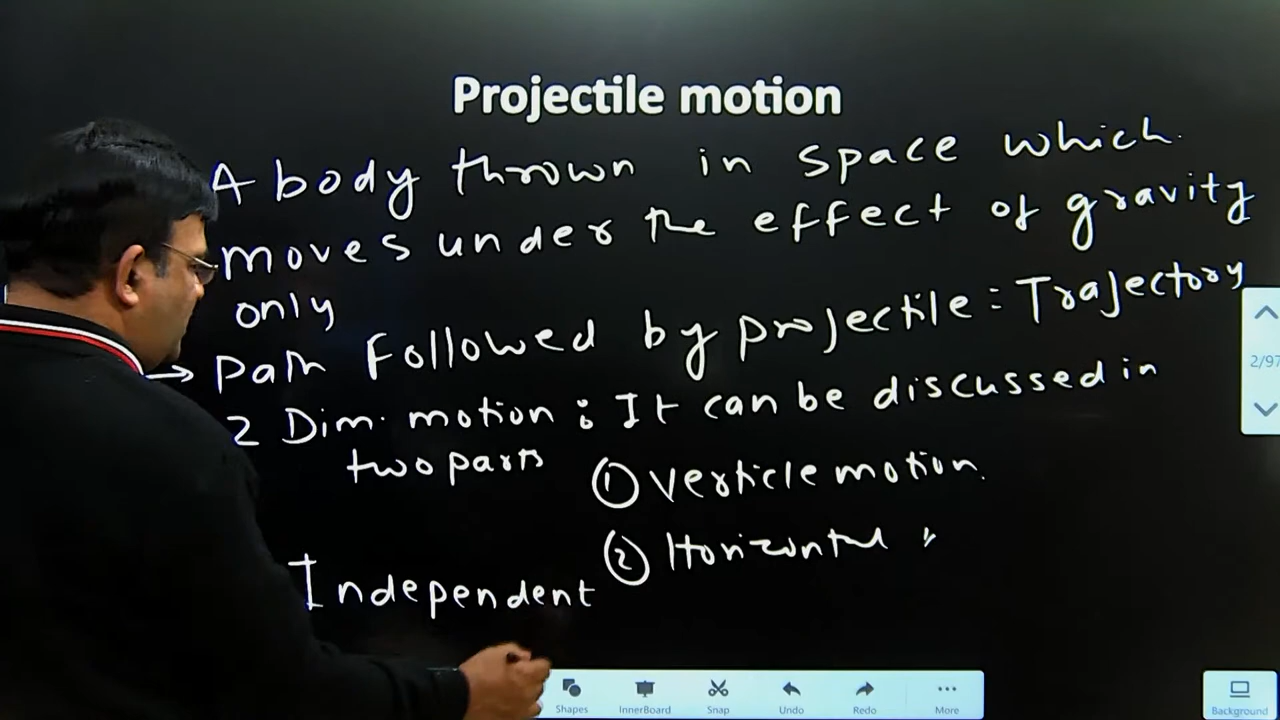 Projectile motion
A body thrown in space which
moves under the effect of gravity
only
→ Path Followed by projectile = Trajectory
2 Dim. motion : It can be discussed in
two parts
① Verticle motion.
② Horizontal "
Independent
2/97
Shapes InnerBoard Snap Undo Redo More
Background